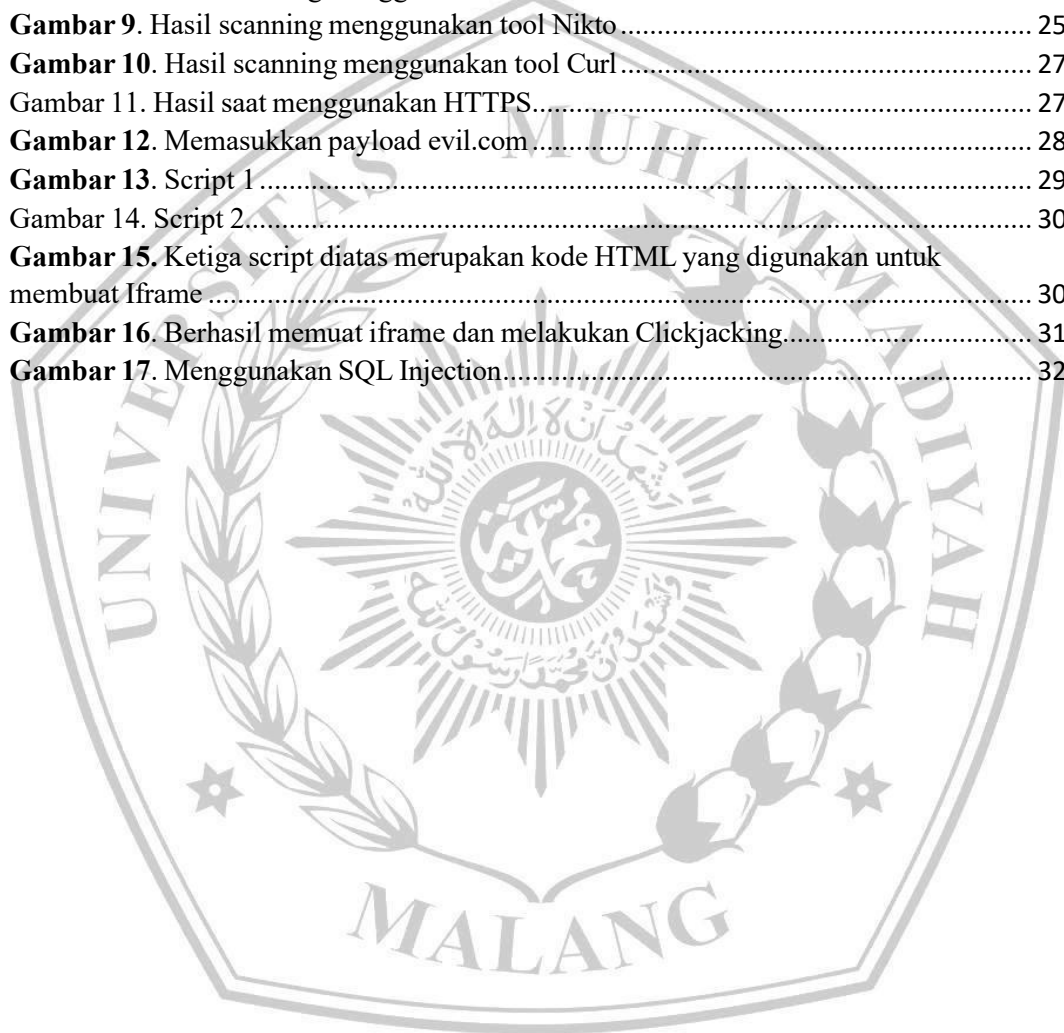 Gambar 9. Hasil scanning menggunakan tool Nikto.......... 25
Gambar 10. Hasil scanning menggunakan tool Curl.......... 27
Gambar 11. Hasil saat menggunakan HTTPS.......... 27
Gambar 12. Memasukkan payload evil.com.......... 28
Gambar 13. Script 1.......... 29
Gambar 14. Script 2.......... 30
Gambar 15. Ketiga script diatas merupakan kode HTML yang digunakan untuk
membuat Iframe.......... 30
Gambar 16. Berhasil memuat iframe dan melakukan Clickjacking.......... 31
Gambar 17. Menggunakan SQL Injection.......... 32
UNIVERSITAS MUHAMMADIYAH
MALANG